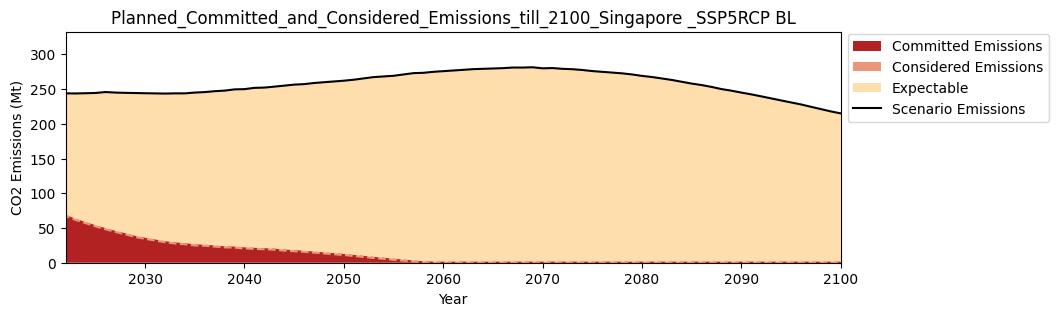 Planned_Committed_and_Considered_Emissions_till_2100_Singapore _SSP5RCP BL
300
250
200
150
100
50
0
CO2 Emissions (Mt)
2030 2040 2050 2060 2070 2080 2090 2100
Year
Committed Emissions
Considered Emissions
Expectable
Scenario Emissions